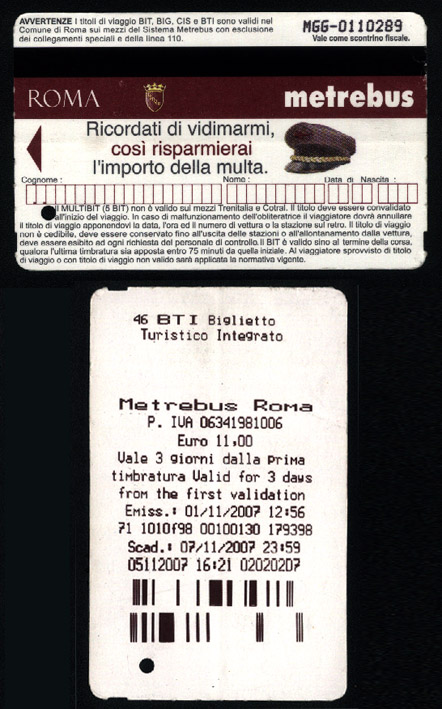 AVVERTENZE I titoli di viaggio BIT, BIG, CIS e BTI sono validi nel
Comune di Roma sui mezzi del Sistema Metrebus con esclusione
dei collegamenti speciali e della linea 110.
MGG-0110289
Vale come scontrino fiscale.
ROMA
metrebus
Ricordati di vidimarmi,
così risparmierai
l'importo della multa.
Cognome: Nome: Data di Nascita:
Il MULTIBIT (5 BIT) non è valido sui mezzi Trenitalia e Cotral. Il titolo deve essere convalidato
all'inizio del viaggio. In caso di malfunzionamento dell'obliteratrice il viaggiatore dovrà annullare
il titolo di viaggio apponendovi la data, l'ora ed il numero di vettura o la stazione sul retro. Il titolo di viaggio
non è cedibile, deve essere conservato fino all'uscita delle stazioni o all'allontanamento dalla vettura,
deve essere esibito ad ogni richiesta del personale di controllo. Il BIT è valido sino al termine della corsa,
qualora l'ultima timbratura sia apposta entro 75 minuti da quella iniziale. Al viaggiatore sprovvisto di titolo
di viaggio o con titolo di viaggio non valido sarà applicata la normativa vigente.
46 BTI Biglietto
Turistico Integrato
Metrebus Roma
P. IVA 06341981006
Euro 11,00
Vale 3 giorni dalla prima
timbratura Valid for 3 days
from the first validation
Emiss.: 01/11/2007 12:56
71 1010f98 00100130 179398
Scad.: 07/11/2007 23:59
05112007 16:21 02020207